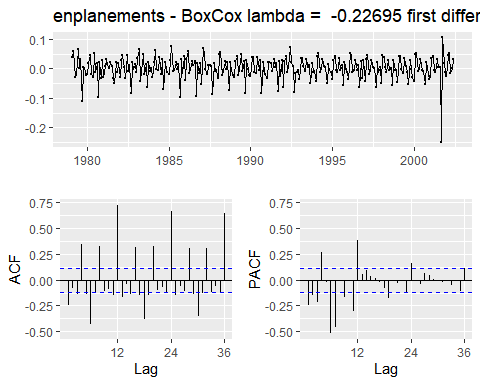 enplanements - BoxCox lambda = -0.22695 first differ
0.1
0.0
-0.1
-0.2
1980 1985 1990 1995 2000
0.75 0.75
0.50 0.50
0.25 0.25
0.00 0.00
-0.25 -0.25
-0.50 -0.50
ACF PACF
12 24 36 12 24 36
Lag Lag